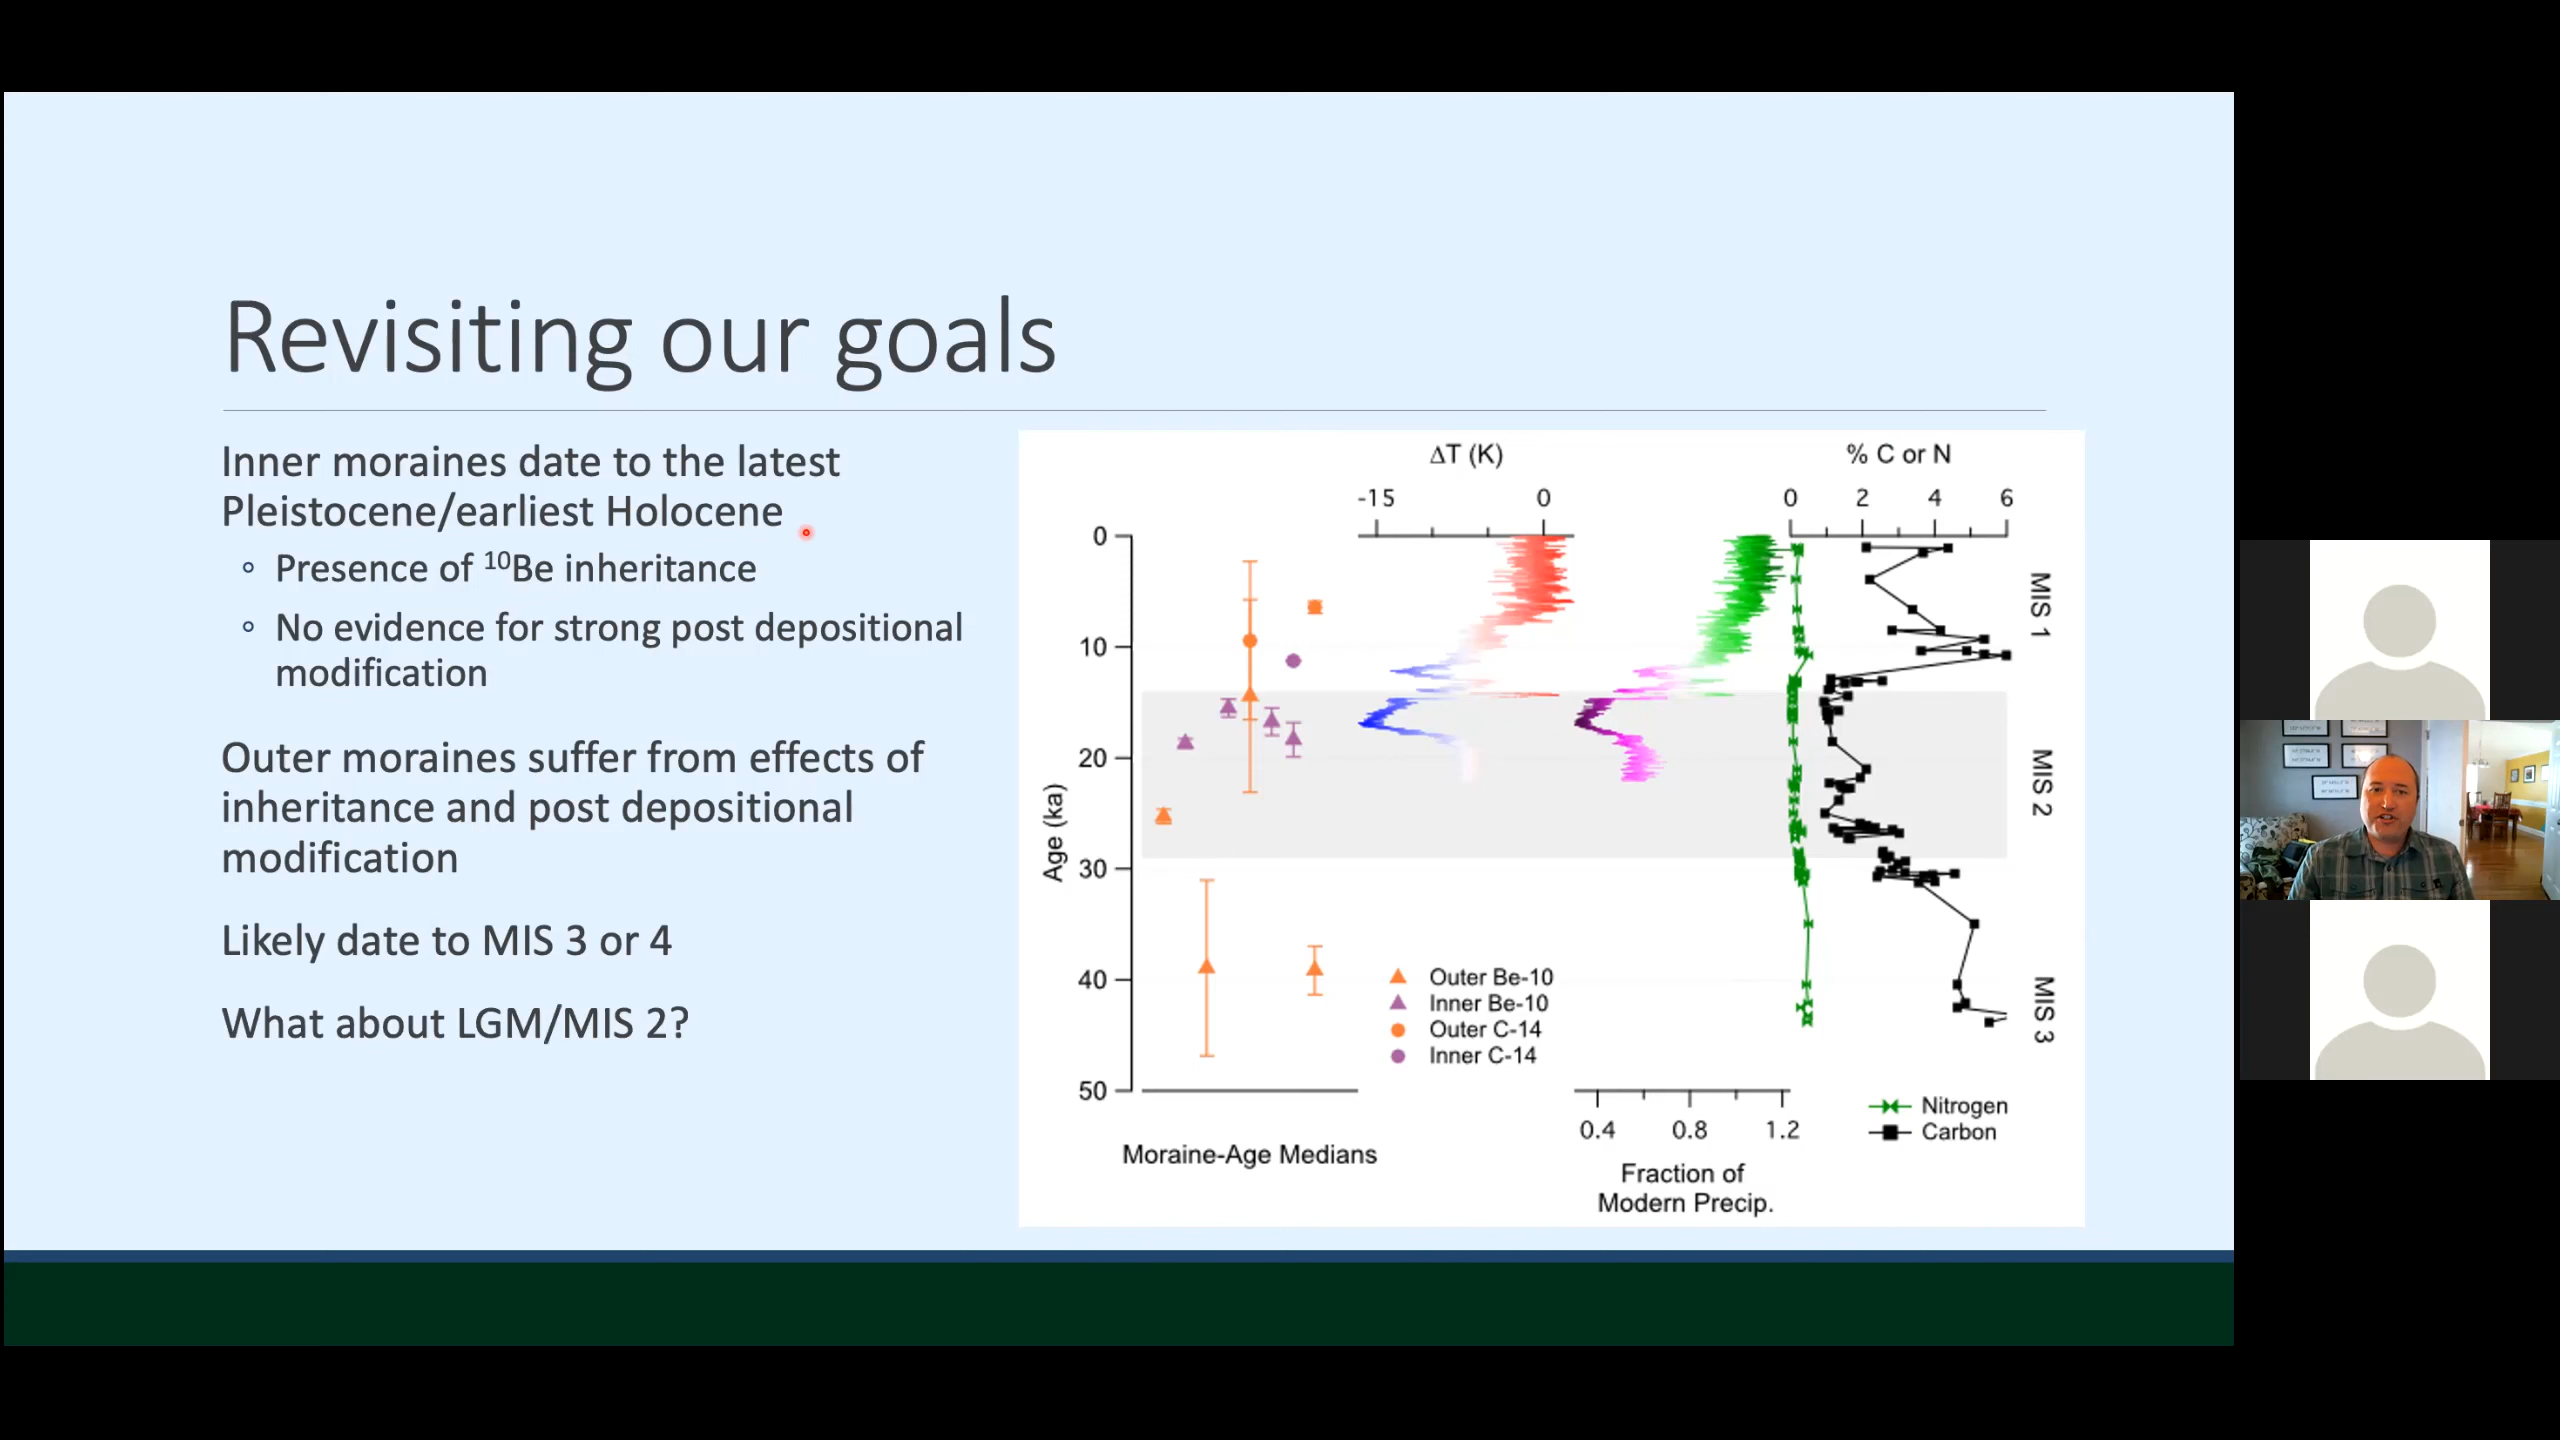 Revisiting our goals
Inner moraines date to the latest
Pleistocene/earliest Holocene
◦ Presence of ¹⁰Be inheritance
◦ No evidence for strong post depositional
modification
Outer moraines suffer from effects of
inheritance and post depositional
modification
Likely date to MIS 3 or 4
What about LGM/MIS 2?
ΔT (K)
-15 0
% C or N
0 2 4 6
Age (ka)
0
10
20
30
40
50
MIS 1
MIS 2
MIS 3
Outer Be-10
Inner Be-10
Outer C-14
Inner C-14
Moraine-Age Medians
0.4 0.8 1.2
Fraction of
Modern Precip.
Nitrogen
Carbon